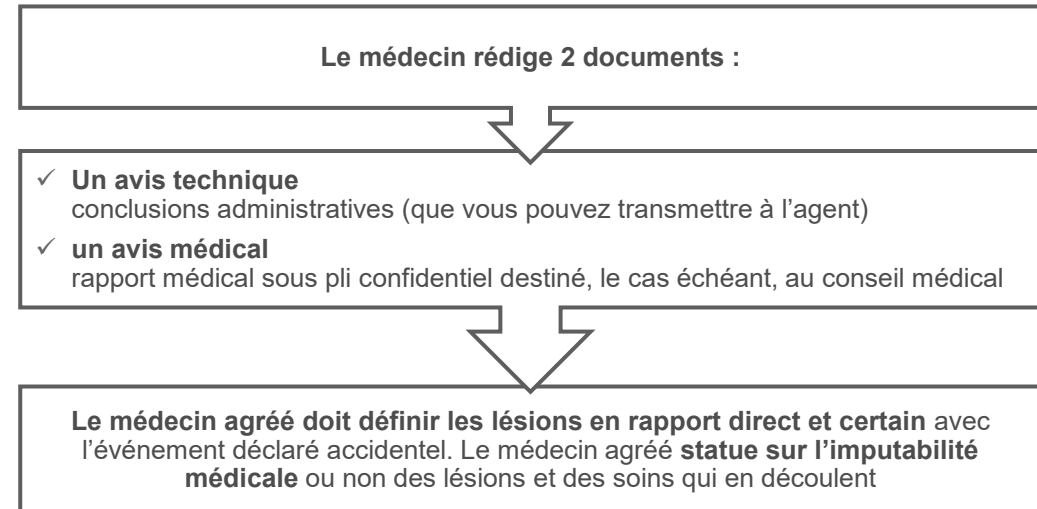 Le médecin rédige 2 documents :
✓ Un avis technique
conclusions administratives (que vous pouvez transmettre à l'agent)
✓ un avis médical
rapport médical sous pli confidentiel destiné, le cas échéant, au conseil médical
Le médecin agréé doit définir les lésions en rapport direct et certain avec
l'événement déclaré accidentel. Le médecin agréé statue sur l'imputabilité
médicale ou non des lésions et des soins qui en découlent